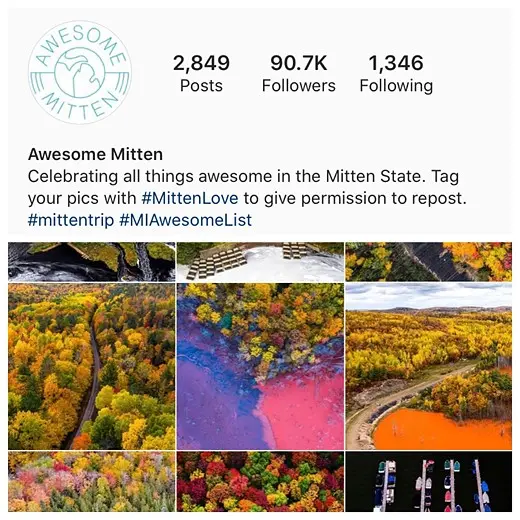 AWESOME
MITTEN
2,849 90.7K 1,346
Posts Followers Following
Awesome Mitten
Celebrating all things awesome in the Mitten State. Tag
your pics with #MittenLove to give permission to repost.
#mittentrip #MIAwesomeList